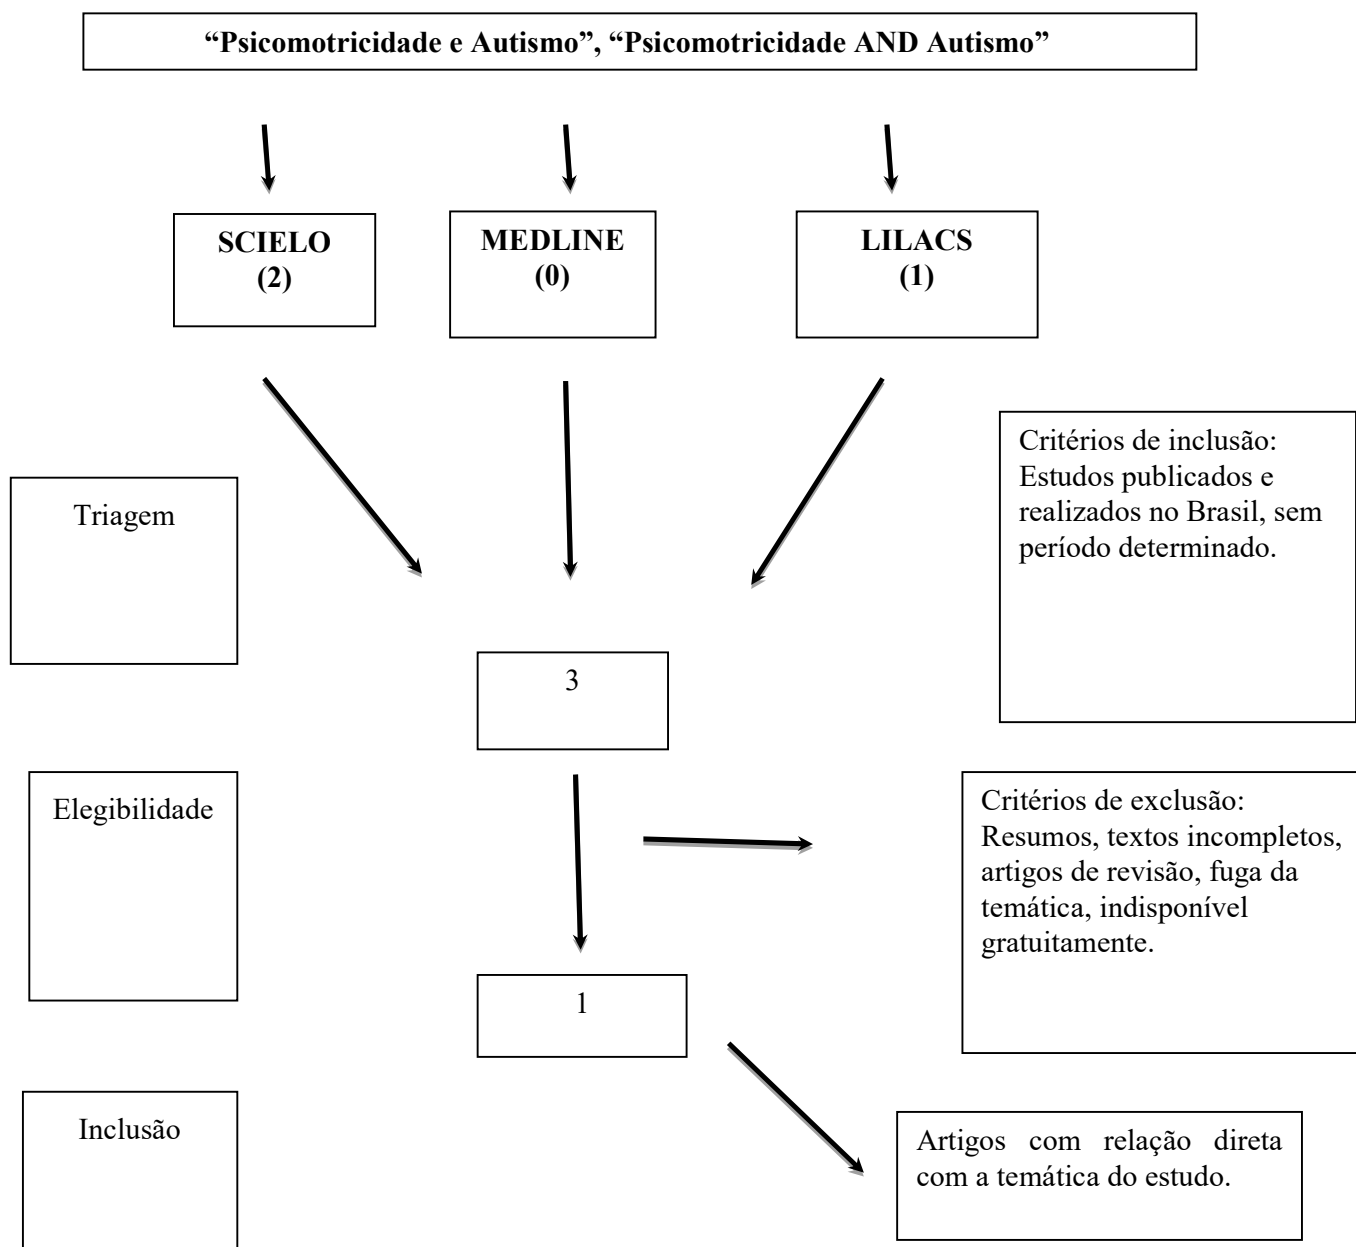 “Psicomotricidade e Autismo”, “Psicomotricidade AND Autismo”
SCIELO
(2)
MEDLINE
(0)
LILACS
(1)
Critérios de inclusão:
Estudos publicados e
realizados no Brasil, sem
período determinado.
Triagem
3
Elegibilidade
Critérios de exclusão:
Resumos, textos incompletos,
artigos de revisão, fuga da
temática, indisponível
gratuitamente.
1
Inclusão
Artigos com relação direta
com a temática do estudo.